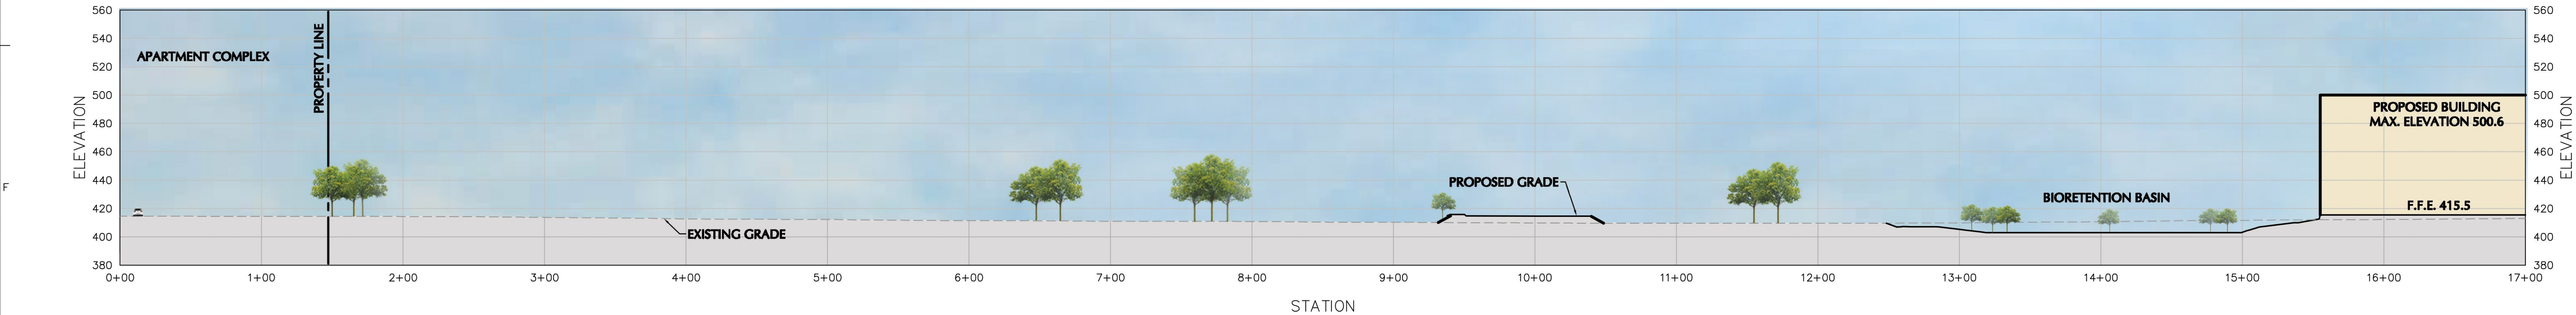 560
540
520
500
480
460
440
420
400
380
ELEVATION
APARTMENT COMPLEX
PROPERTY LINE
EXISTING GRADE
PROPOSED GRADE
BIORETENTION BASIN
PROPOSED BUILDING
MAX. ELEVATION 500.6
F.F.E. 415.5
560
540
520
500
480
460
440
420
400
380
ELEVATION
F
0+00 1+00 2+00 3+00 4+00 5+00 6+00 7+00 8+00 9+00 10+00 11+00 12+00 13+00 14+00 15+00 16+00 17+00
STATION